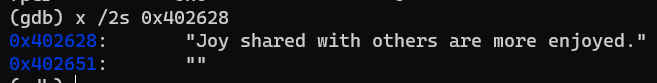 (gdb) x /2s 0x402628
0x402628:       "Joy shared with others are more enjoyed."
0x402651:       ""